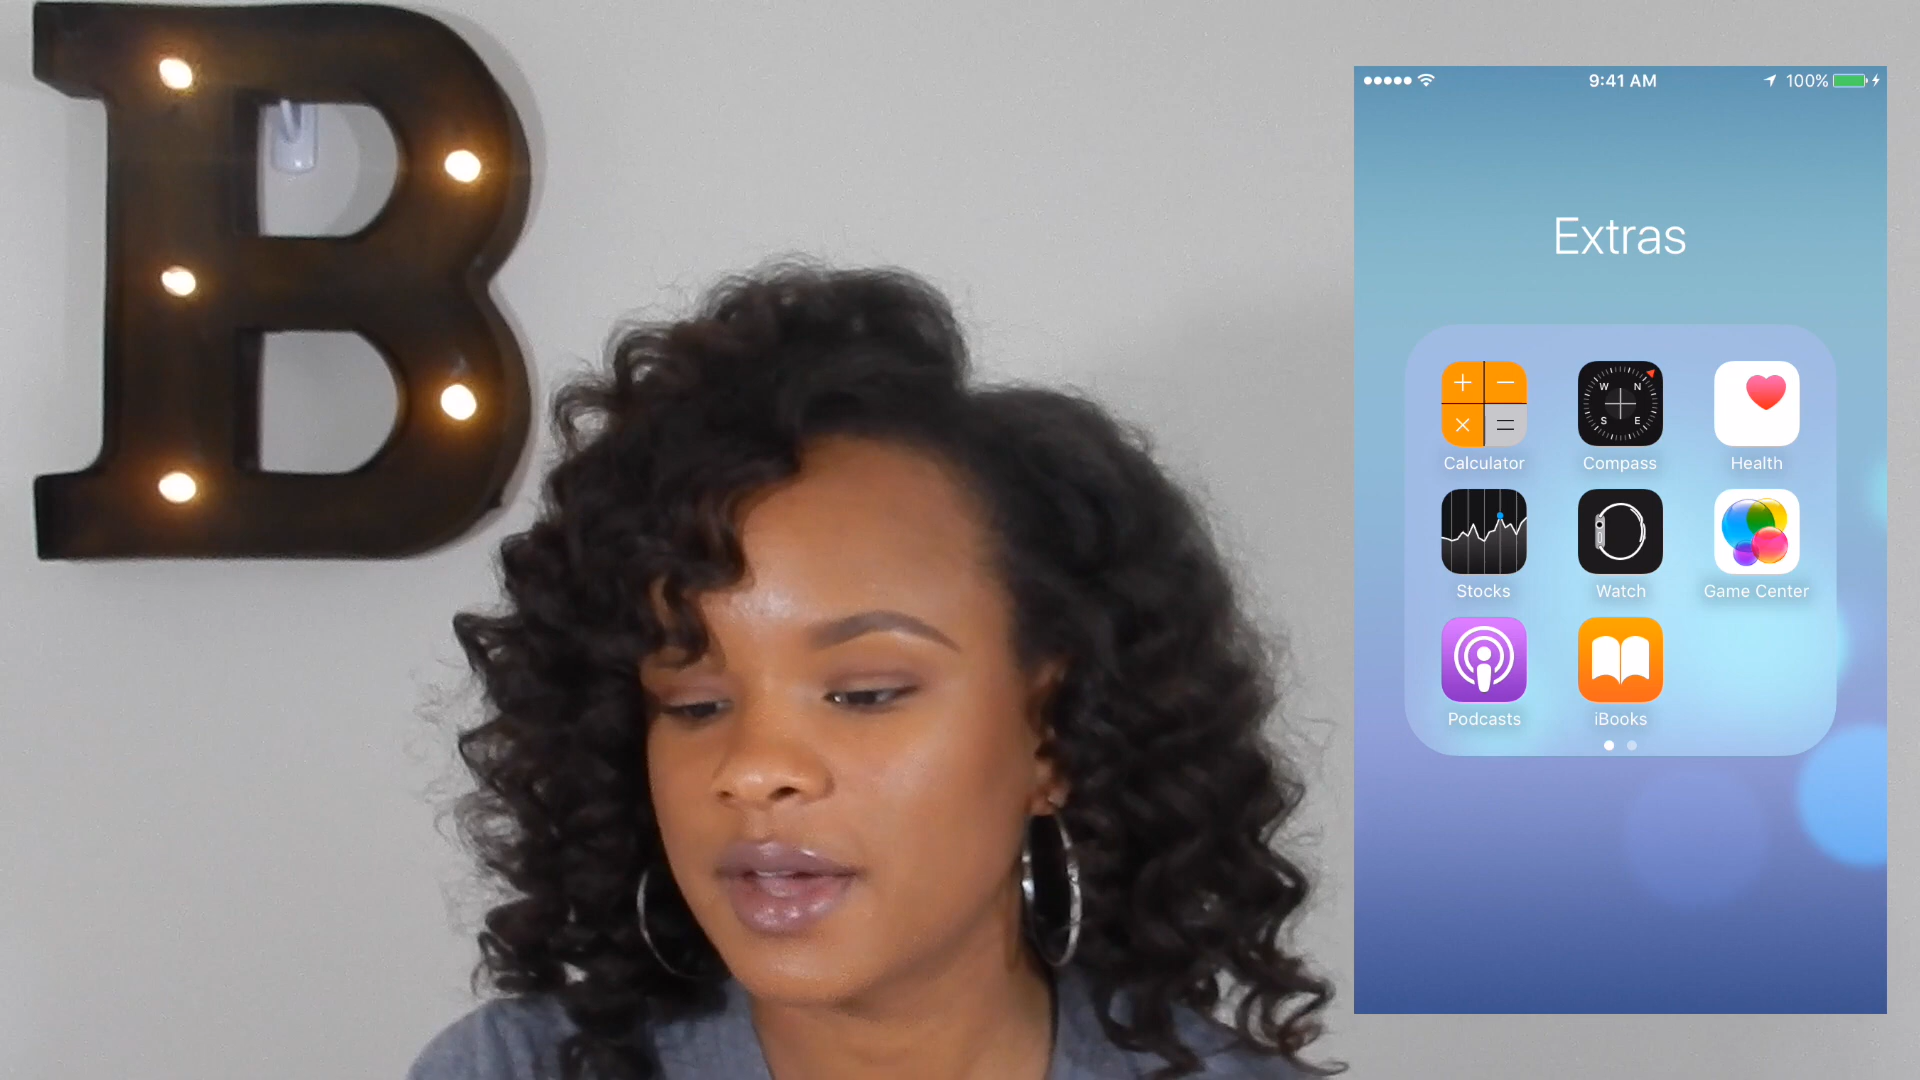 B
9:41 AM
100%
Extras
W N
S E
Calculator Compass Health
Stocks Watch Game Center
Podcasts iBooks